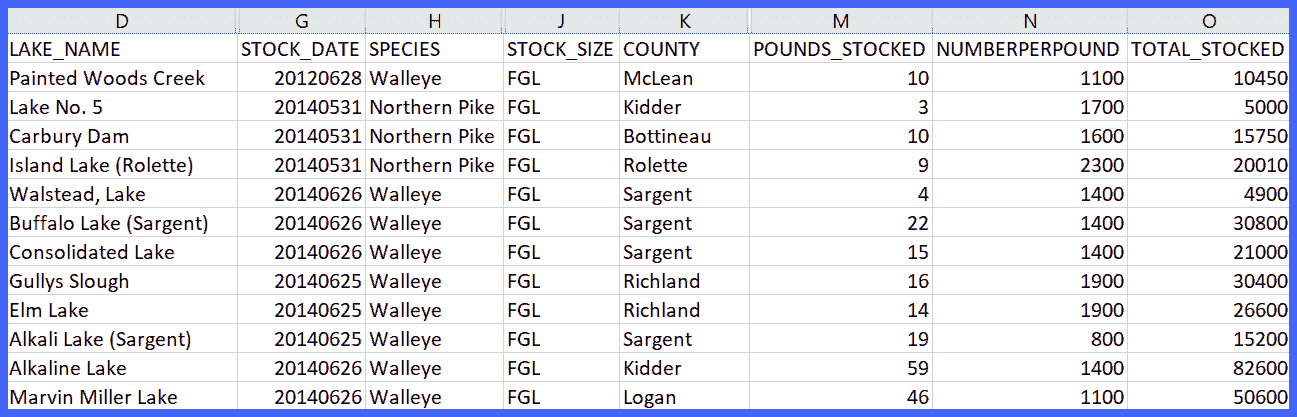 D G H J K M N O
LAKE_NAME STOCK_DATE SPECIES STOCK_SIZE COUNTY POUNDS_STOCKED NUMBERPERPOUND TOTAL_STOCKED
Painted Woods Creek 20120628 Walleye FGL McLean 10 1100 10450
Lake No. 5 20140531 Northern Pike FGL Kidder 3 1700 5000
Carbury Dam 20140531 Northern Pike FGL Bottineau 10 1600 15750
Island Lake (Rolette) 20140531 Northern Pike FGL Rolette 9 2300 20010
Walstead, Lake 20140626 Walleye FGL Sargent 4 1400 4900
Buffalo Lake (Sargent) 20140626 Walleye FGL Sargent 22 1400 30800
Consolidated Lake 20140626 Walleye FGL Sargent 15 1400 21000
Gullys Slough 20140625 Walleye FGL Richland 16 1900 30400
Elm Lake 20140625 Walleye FGL Richland 14 1900 26600
Alkali Lake (Sargent) 20140625 Walleye FGL Sargent 19 800 15200
Alkaline Lake 20140626 Walleye FGL Kidder 59 1400 82600
Marvin Miller Lake 20140626 Walleye FGL Logan 46 1100 50600